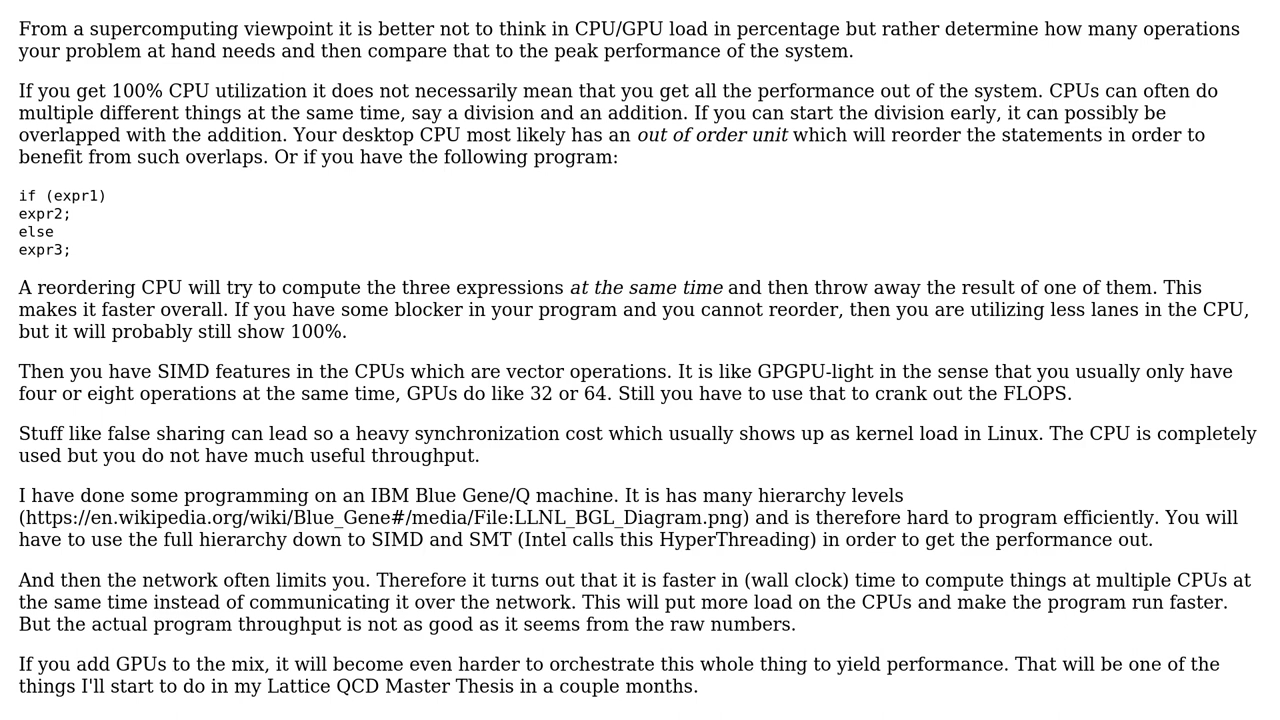 From a supercomputing viewpoint it is better not to think in CPU/GPU load in percentage but rather determine how many operations
your problem at hand needs and then compare that to the peak performance of the system.
If you get 100% CPU utilization it does not necessarily mean that you get all the performance out of the system. CPUs can often do
multiple different things at the same time, say a division and an addition. If you can start the division early, it can possibly be
overlapped with the addition. Your desktop CPU most likely has an out of order unit which will reorder the statements in order to
benefit from such overlaps. Or if you have the following program:
if (expr1)
expr2;
else
expr3;
A reordering CPU will try to compute the three expressions at the same time and then throw away the result of one of them. This
makes it faster overall. If you have some blocker in your program and you cannot reorder, then you are utilizing less lanes in the CPU,
but it will probably still show 100%.
Then you have SIMD features in the CPUs which are vector operations. It is like GPGPU-light in the sense that you usually only have
four or eight operations at the same time, GPUs do like 32 or 64. Still you have to use that to crank out the FLOPS.
Stuff like false sharing can lead so a heavy synchronization cost which usually shows up as kernel load in Linux. The CPU is completely
used but you do not have much useful throughput.
I have done some programming on an IBM Blue Gene/Q machine. It is has many hierarchy levels
(https://en.wikipedia.org/wiki/Blue_Gene#/media/File:LLNL_BGL_Diagram.png) and is therefore hard to program efficiently. You will
have to use the full hierarchy down to SIMD and SMT (Intel calls this HyperThreading) in order to get the performance out.
And then the network often limits you. Therefore it turns out that it is faster in (wall clock) time to compute things at multiple CPUs at
the same time instead of communicating it over the network. This will put more load on the CPUs and make the program run faster.
But the actual program throughput is not as good as it seems from the raw numbers.
If you add GPUs to the mix, it will become even harder to orchestrate this whole thing to yield performance. That will be one of the
things I'll start to do in my Lattice QCD Master Thesis in a couple months.